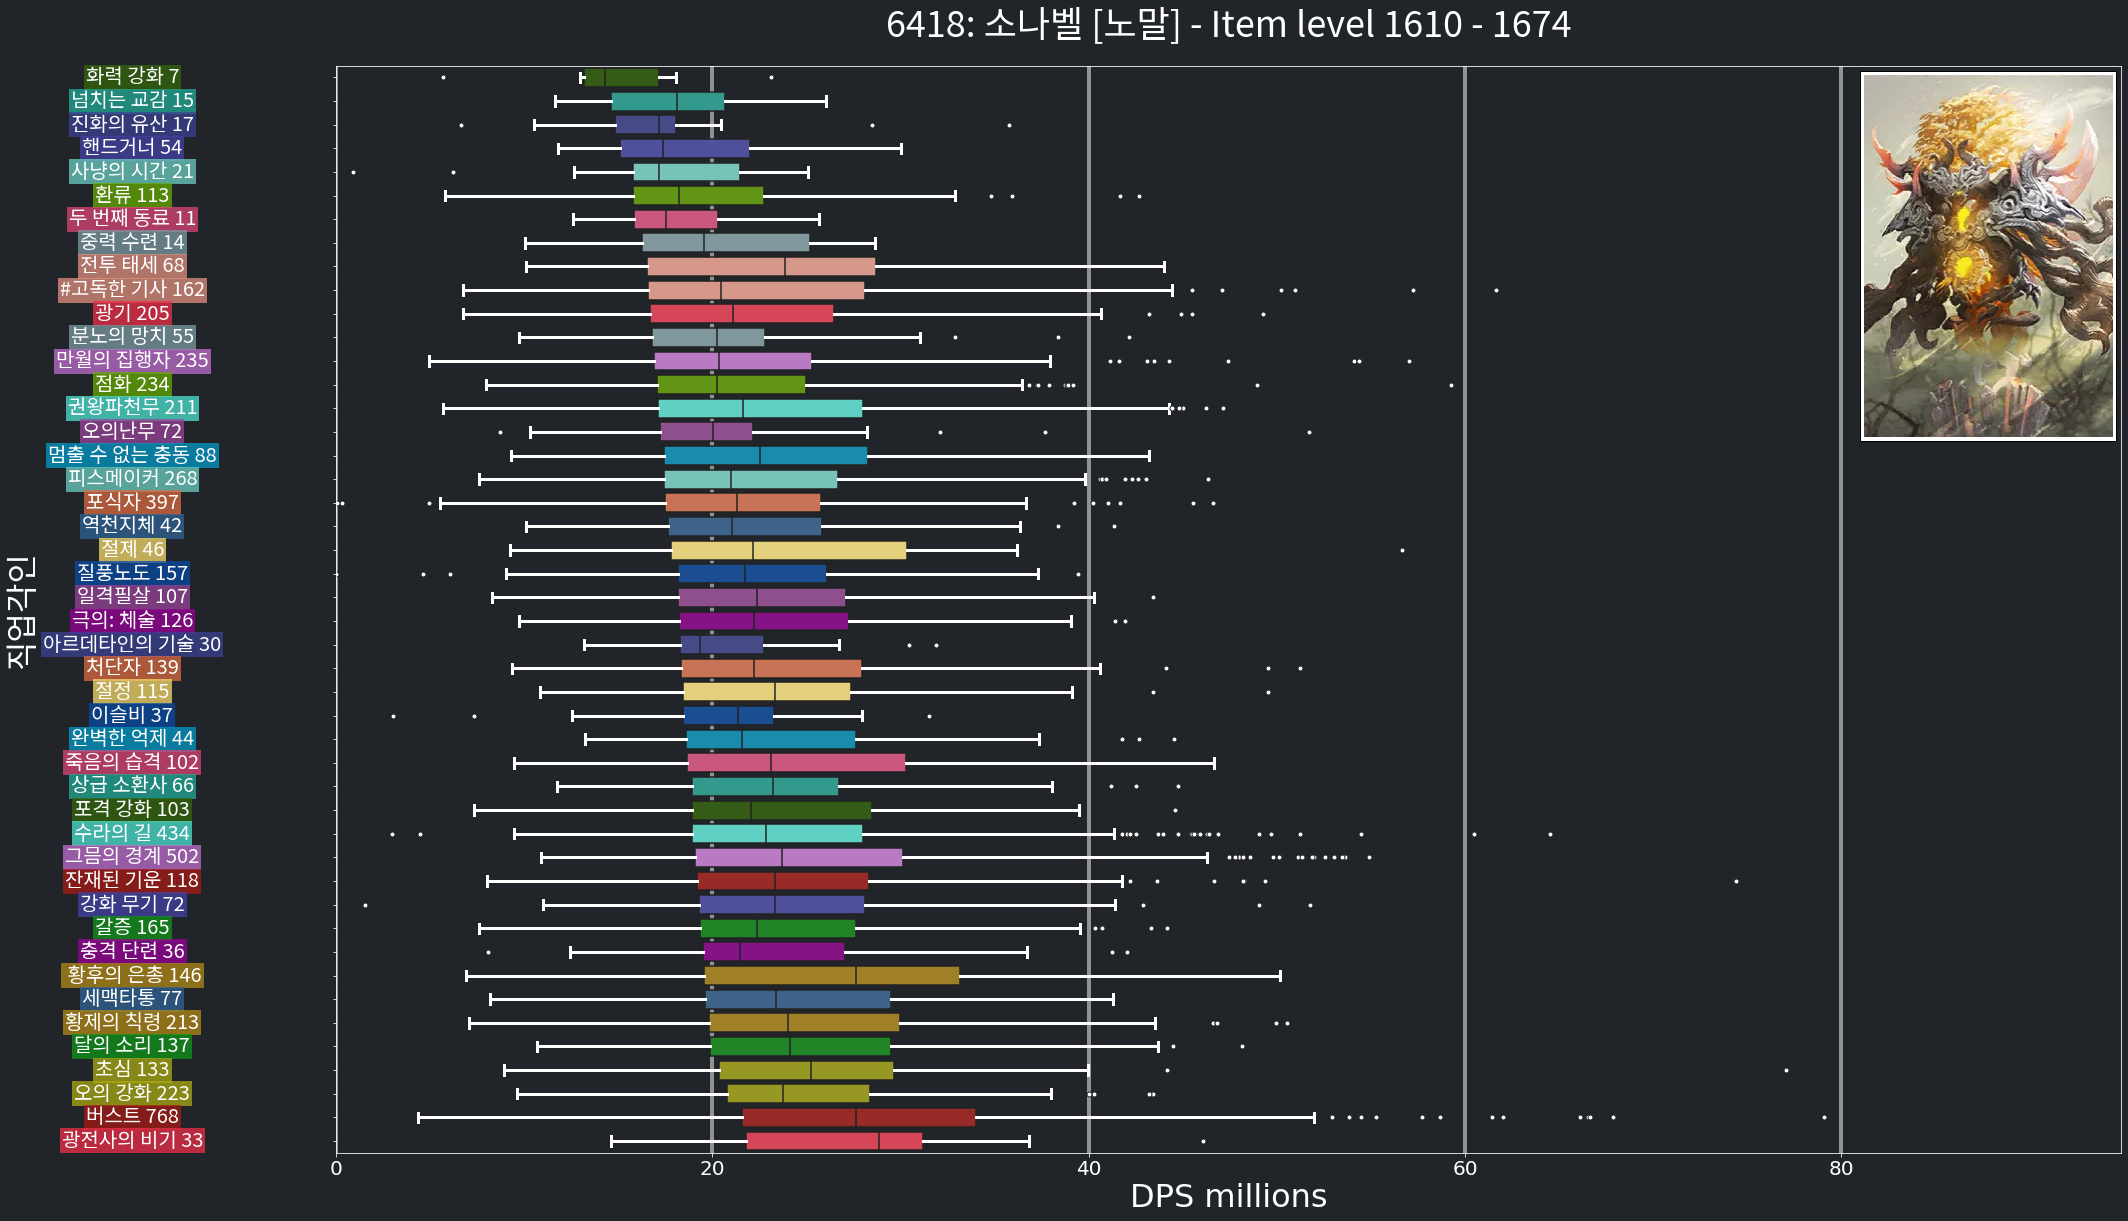 6418: 소나벨 [노말] - Item level 1610 - 1674
화력 강화 7
넘치는 교감 15
진화의 유산 17
핸드거너 54
사냥의 시간 21
환류 113
두 번째 동료 11
중력 수련 14
전투 태세 68
#고독한 기사 162
광기 205
분노의 망치 55
만월의 집행자 235
점화 234
권왕파천무 211
오의난무 72
멈출 수 없는 충동 88
피스메이커 268
포식자 397
역천지체 42
절제 46
질풍노도 157
일격필살 107
극의: 체술 126
아르데타인의 기술 30
처단자 139
절정 115
이슬비 37
완벽한 억제 44
죽음의 습격 102
상급 소환사 66
포격 강화 103
수라의 길 434
그믐의 경계 502
잔재된 기운 118
강화 무기 72
갈증 165
충격 단련 36
황후의 은총 146
세맥타통 77
황제의 칙령 213
달의 소리 137
초심 133
오의 강화 223
버스트 768
광전사의 비기 33
직업각인
0 20 40 60 80
DPS millions